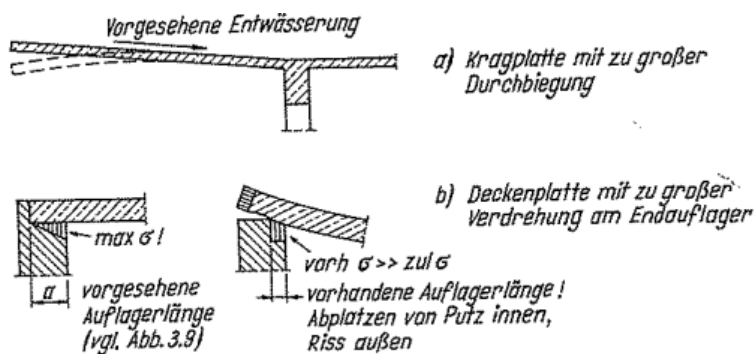 Vorgesehene Entwässerung
a) Kragplatte mit zu großer
Durchbiegung
b) Deckenplatte mit zu großer
Verdrehung am Endauflager
max σ !
a
vorgesehene
Auflagerlänge
(vgl. Abb. 3.9)
vorh σ >> zul σ
vorhandene Auflagerlänge !
Abplatzen von Putz innen,
Riss außen